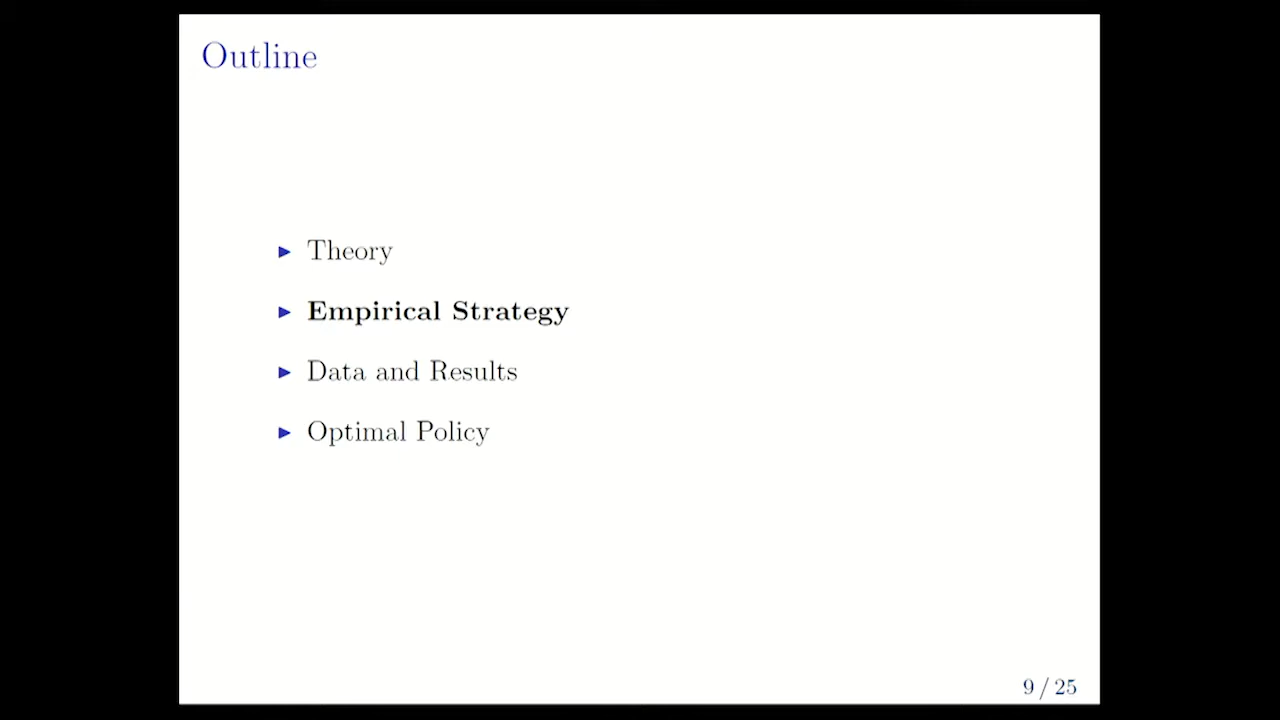 Outline
▶ Theory
▶ Empirical Strategy
▶ Data and Results
▶ Optimal Policy
9 / 25